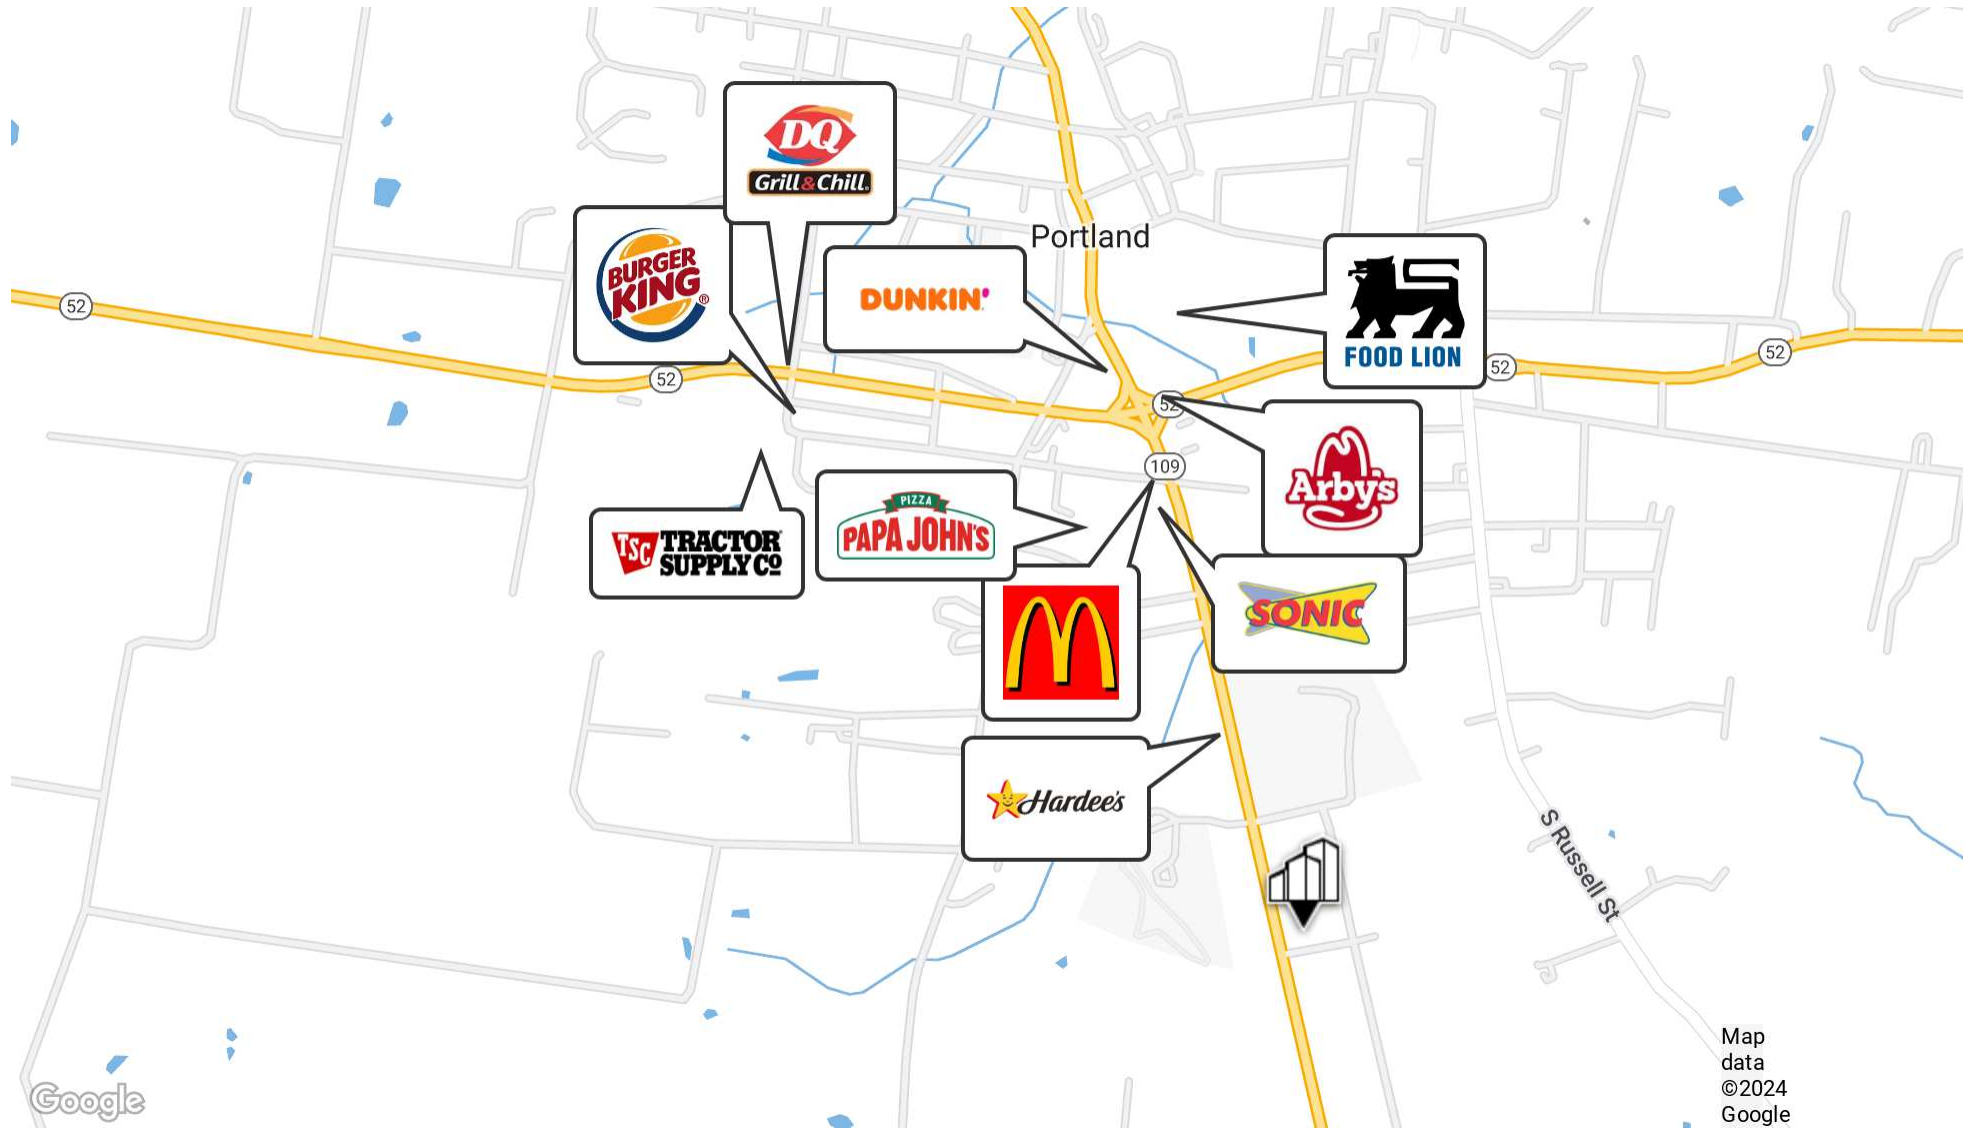 DQ
Grill&Chill.
Portland
BURGER
KING®
DUNKIN'
FOOD LION
52
52
52
52
52
109
Arby's
TSC TRACTOR
SUPPLY CO
PIZZA
PAPA JOHN'S
SONIC
Hardee's
S Russell St
Map
data
©2024
Google
Google